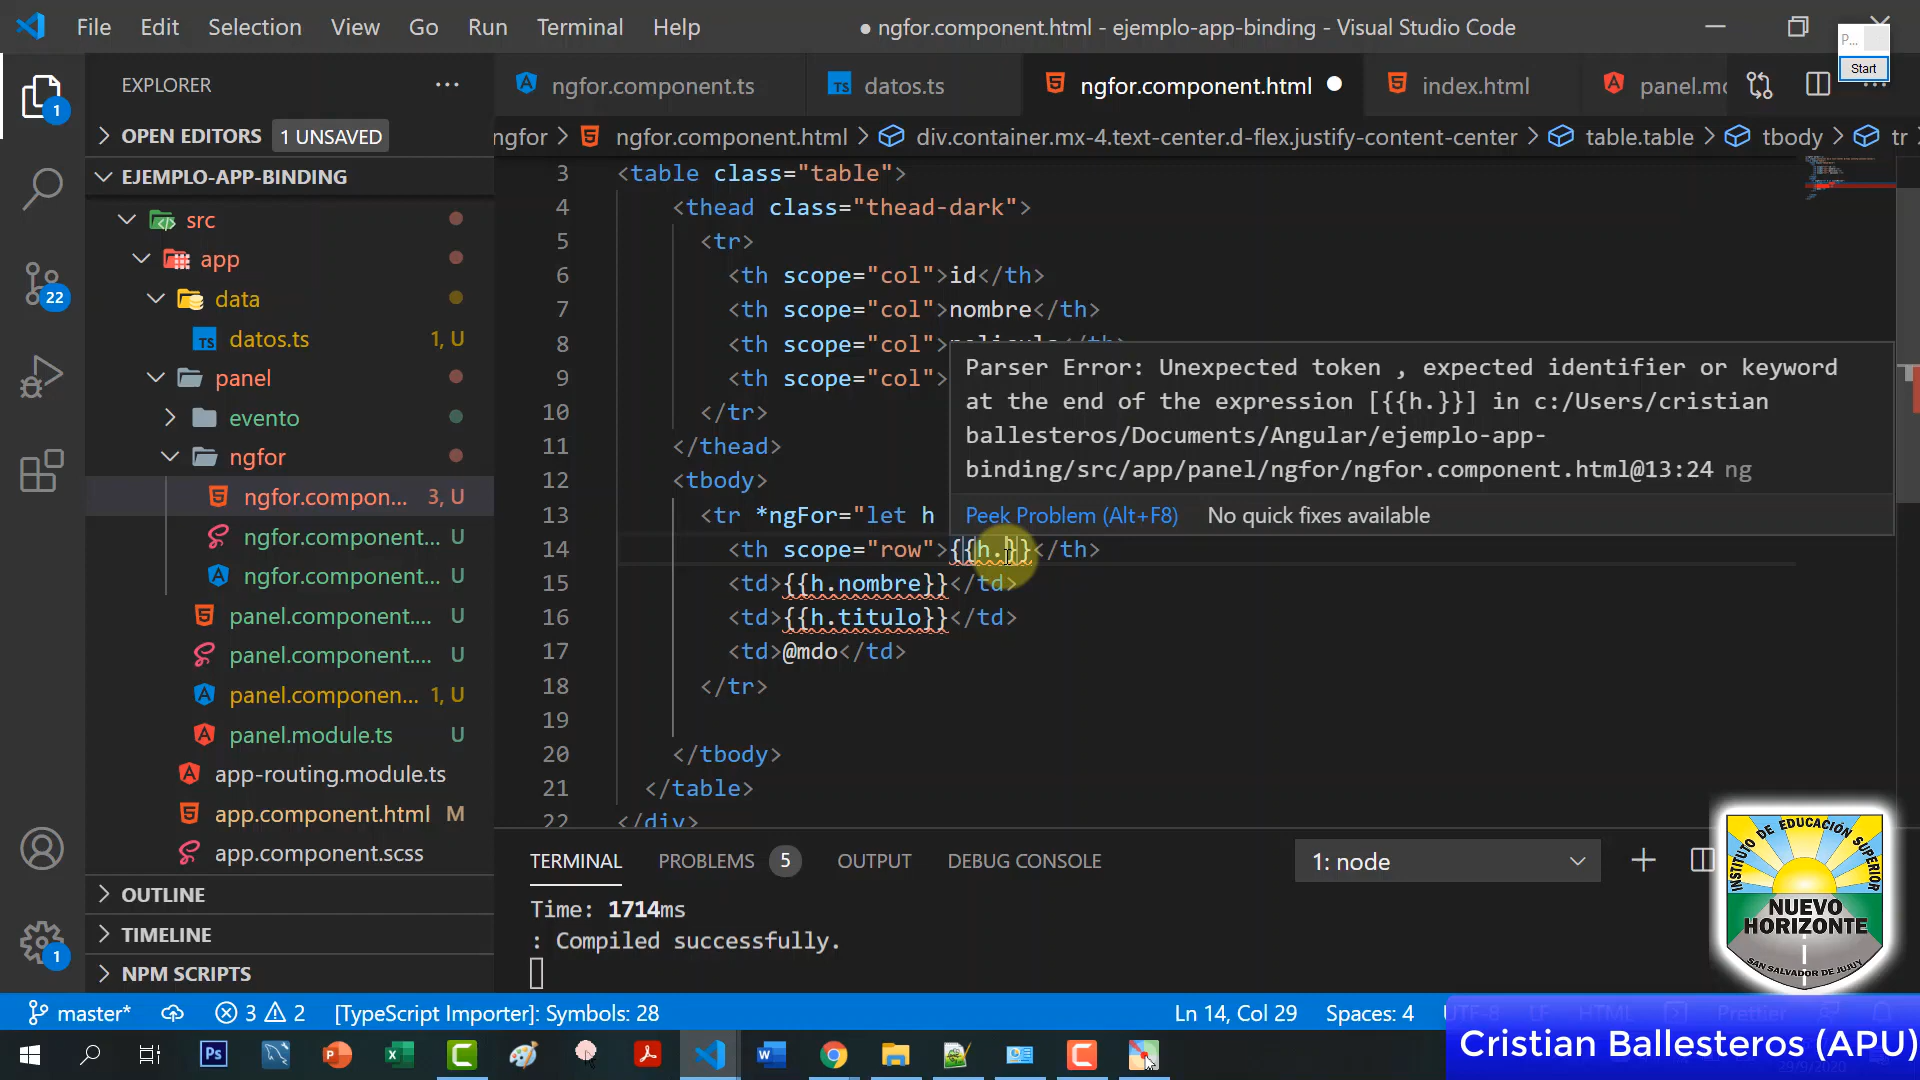 File Edit Selection View Go Run Terminal Help
● ngfor.component.html - ejemplo-app-binding - Visual Studio Code
P...
Start
EXPLORER
ngfor.component.ts
datos.ts
ngfor.component.html
index.html
panel.mo
OPEN EDITORS 1 UNSAVED
ngfor > ngfor.component.html > div.container.mx-4.text-center.d-flex.justify-content-center > table.table > tbody > tr
EJEMPLO-APP-BINDING
src
app
data
datos.ts 1, U
panel
evento
ngfor
ngfor.compon... 3, U
ngfor.component... U
ngfor.component... U
panel.component.... U
panel.component.... U
panel.componen... 1, U
panel.module.ts U
app-routing.module.ts
app.component.html M
app.component.scss
OUTLINE
TIMELINE
NPM SCRIPTS
1
22
1
3 <table class="table">
4 <thead class="thead-dark">
5 <tr>
6 <th scope="col">id</th>
7 <th scope="col">nombre</th>
8 <th scope="col">
9 <th scope="col">
10 </tr>
11 </thead>
12 <tbody>
13 <tr *ngFor="let h
14 <th scope="row">{{h.}}</th>
15 <td>{{h.nombre}}</td>
16 <td>{{h.titulo}}</td>
17 <td>@mdo</td>
18 </tr>
19
20 </tbody>
21 </table>
22 </div>
Parser Error: Unexpected token , expected identifier or keyword
at the end of the expression [{{h.}}] in c:/Users/cristian
ballesteros/Documents/Angular/ejemplo-app-
binding/src/app/panel/ngfor/ngfor.component.html@13:24 ng
Peek Problem (Alt+F8) No quick fixes available
TERMINAL PROBLEMS 5 OUTPUT DEBUG CONSOLE
1: node
Time: 1714ms
: Compiled successfully.
INSTITUTO DE EDUCACIÓN SUPERIOR
NUEVO
HORIZONTE
SAN SALVADOR DE JUJUY
master* 3 2 [TypeScript Importer]: Symbols: 28
Ln 14, Col 29 Spaces: 4
Cristian Ballesteros (APU)
Ps